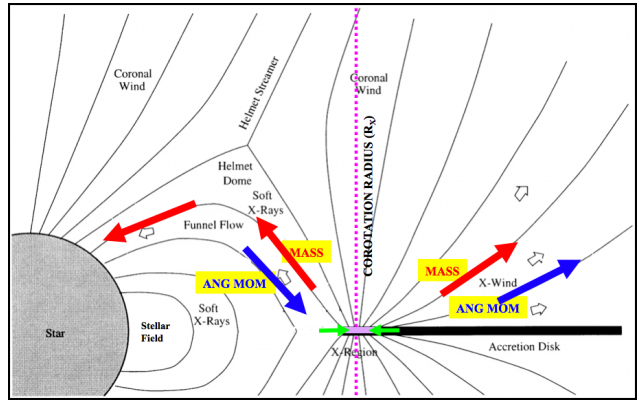 Coronal
Wind
Helmet Streamer
Coronal
Wind
COROTATION RADIUS (RX)
Helmet
Dome
Soft
X-Rays
Funnel Flow
MASS
MASS
ANG MOM
X-Wind
ANG MOM
Soft
X-Rays
Star
Stellar
Field
X-Region
Accretion Disk